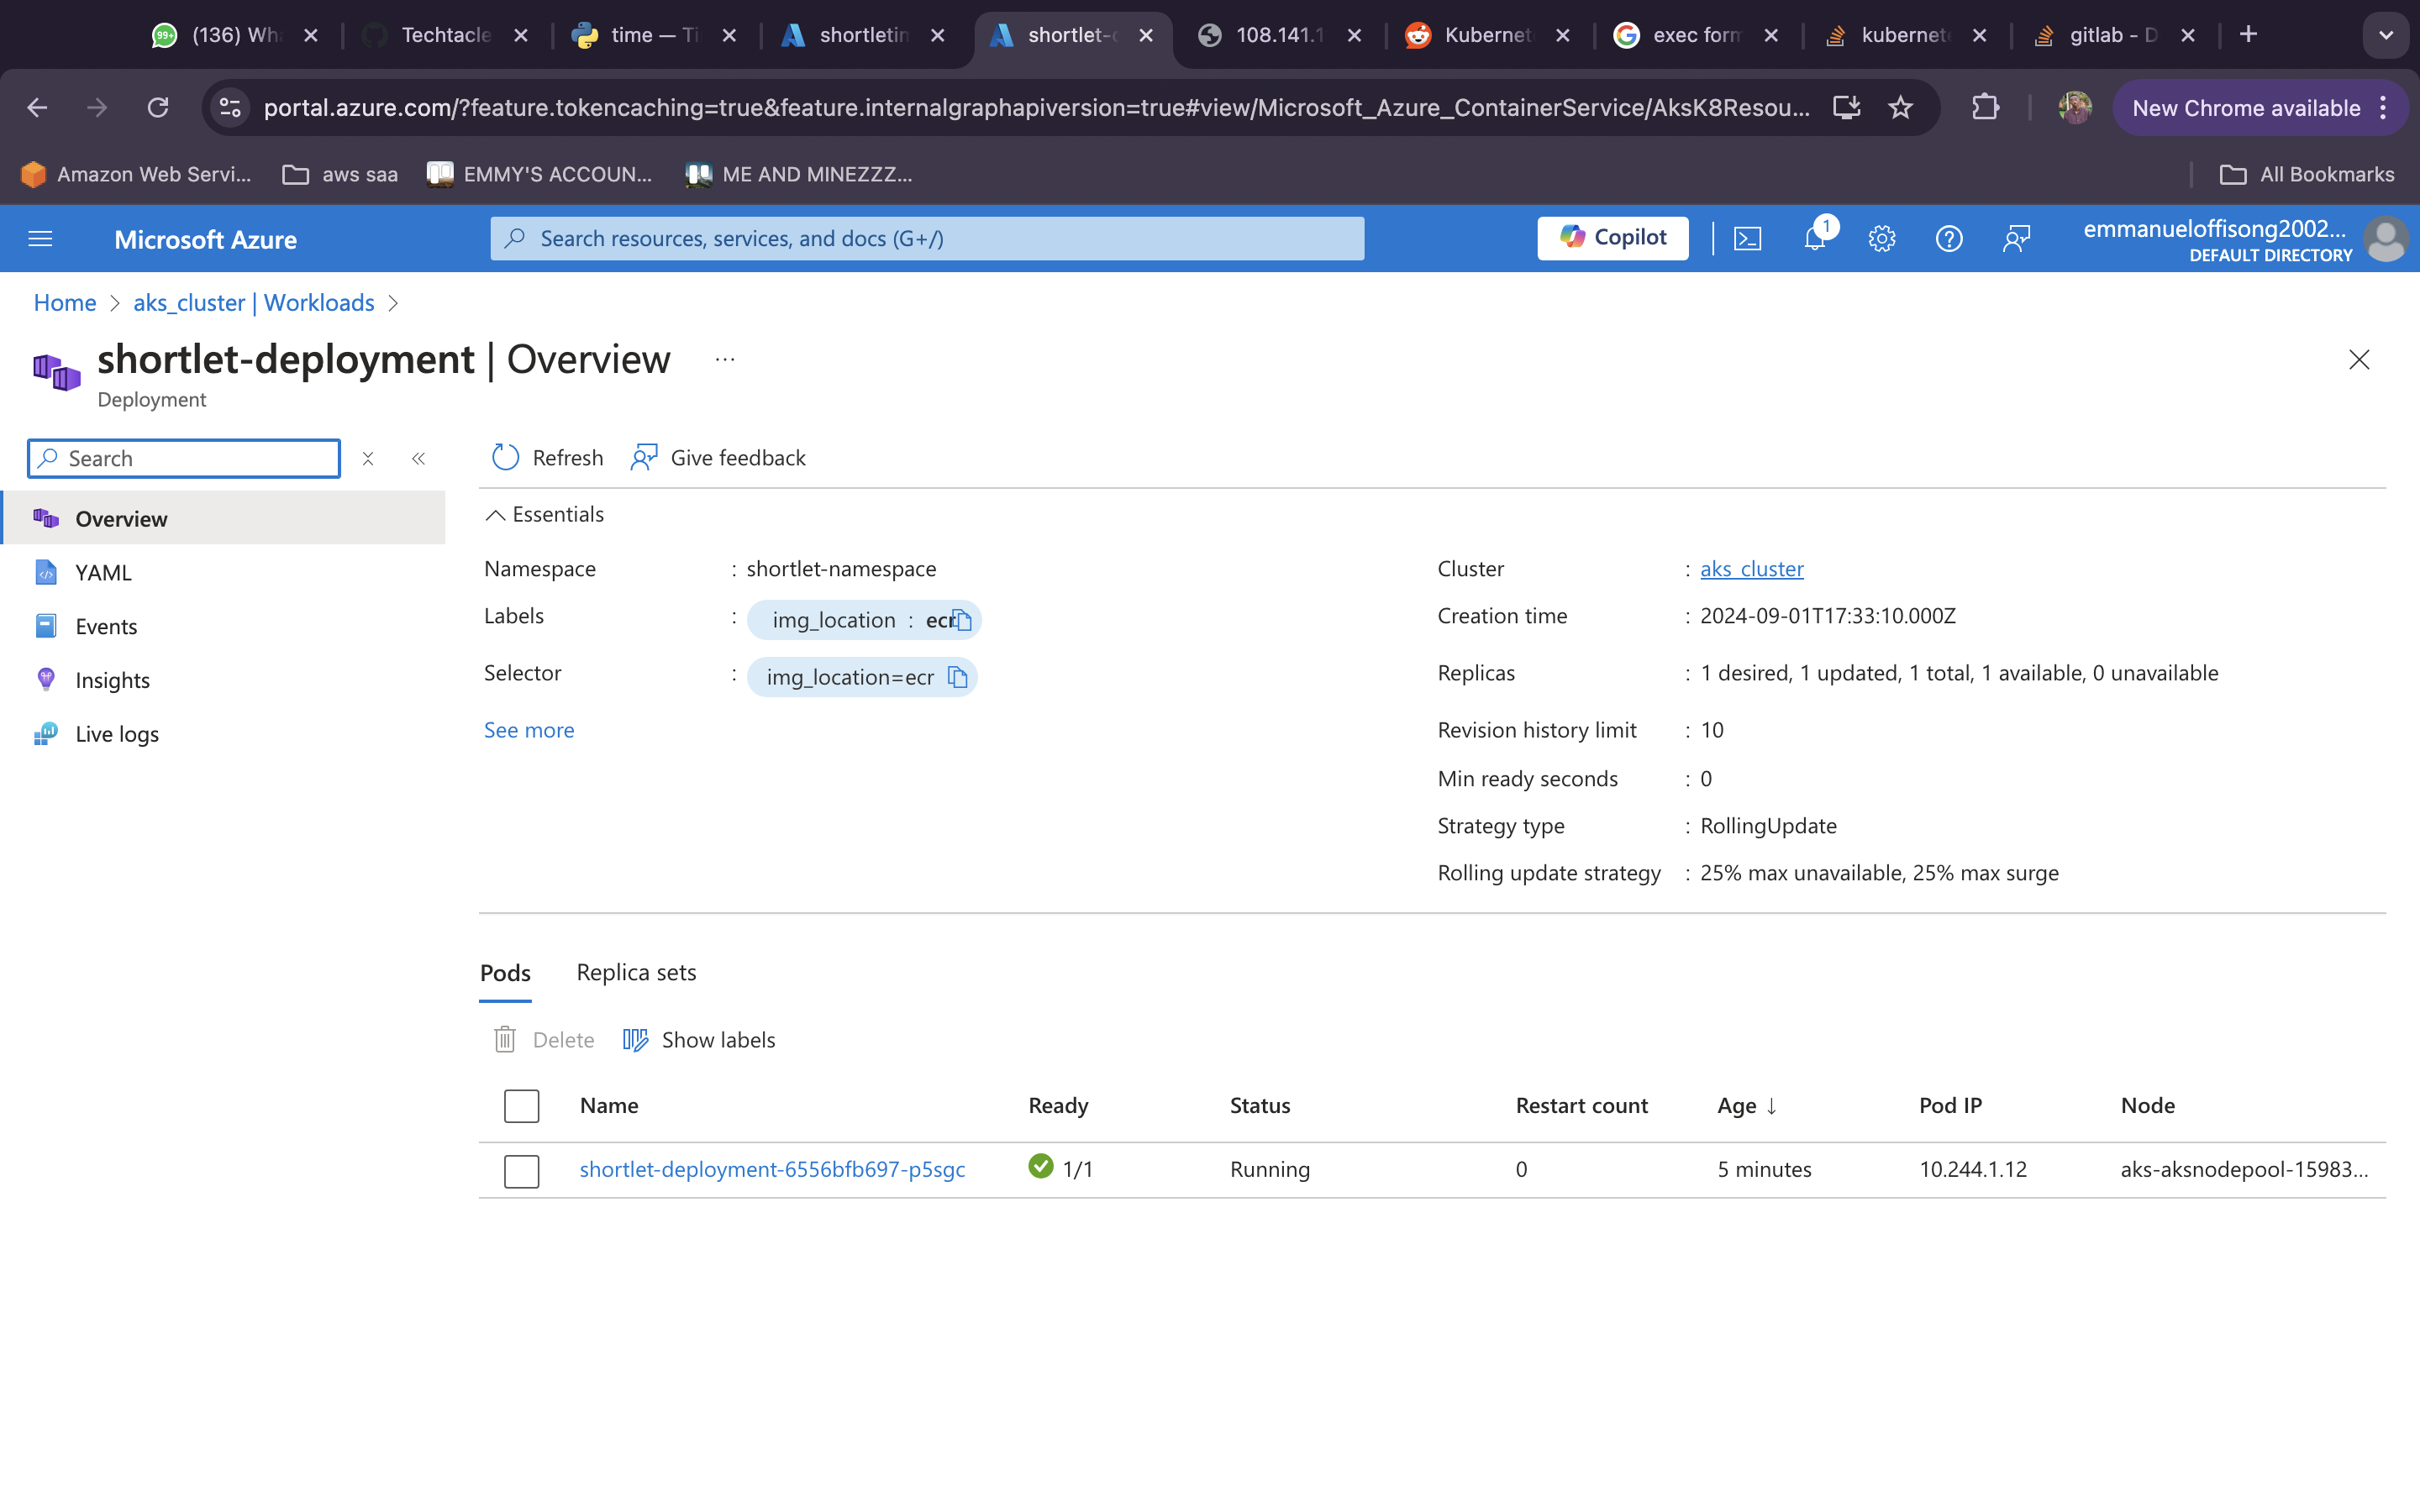 99+ (136) Wh
Techtacle
time — Ti
shortletim
shortlet-d
108.141.1
Kubernet
exec form
kubernet
gitlab - D
portal.azure.com/?feature.tokencaching=true&feature.internalgraphapiversion=true#view/Microsoft_Azure_ContainerService/AksK8Resou...
New Chrome available
Amazon Web Servi...
aws saa
EMMY'S ACCOUN...
ME AND MINEZZZ...
All Bookmarks
Microsoft Azure
Search resources, services, and docs (G+/)
Copilot
1
emmanueloffisong2002...
DEFAULT DIRECTORY
Home > aks_cluster | Workloads >
shortlet-deployment | Overview ...
Deployment
Search
Overview
YAML
Events
Insights
Live logs
Refresh
Give feedback
Essentials
Namespace : shortlet-namespace
Labels : img_location : ecr
Selector : img_location=ecr
See more
Cluster : aks_cluster
Creation time : 2024-09-01T17:33:10.000Z
Replicas : 1 desired, 1 updated, 1 total, 1 available, 0 unavailable
Revision history limit : 10
Min ready seconds : 0
Strategy type : RollingUpdate
Rolling update strategy : 25% max unavailable, 25% max surge
Pods Replica sets
Delete Show labels
Name Ready Status Restart count Age ↓ Pod IP Node
shortlet-deployment-6556bfb697-p5sgc 1/1 Running 0 5 minutes 10.244.1.12 aks-aksnodepool-15983...